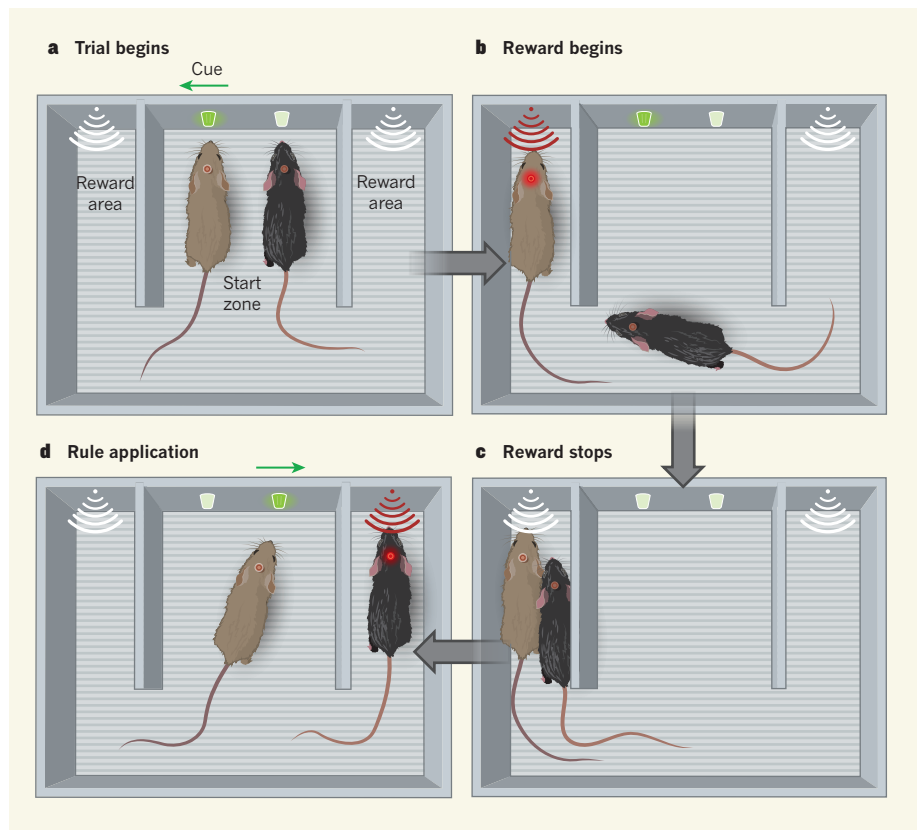 a Trial begins
Cue
Reward
area
Reward
area
Start
zone
b Reward begins
d Rule application
c Reward stops